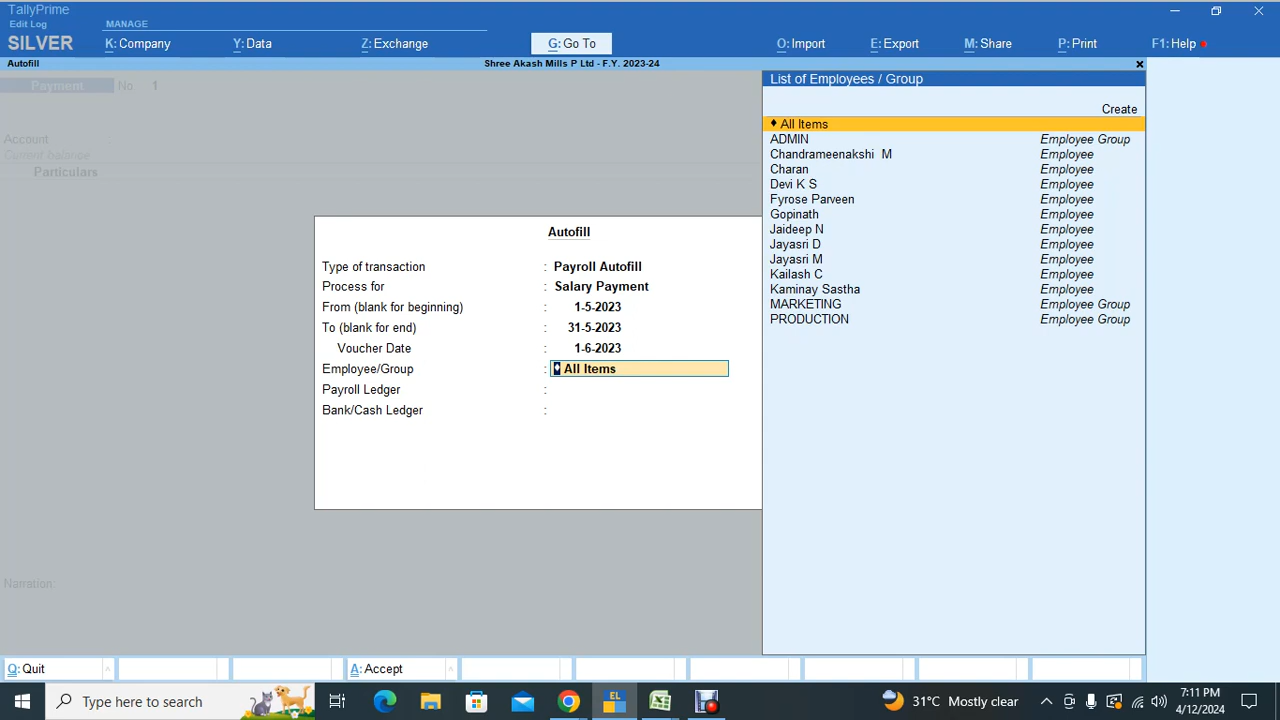 TallyPrime
Edit Log
MANAGE
SILVER
K: Company
Y: Data
Z: Exchange
G: Go To
O: Import
E: Export
M: Share
P: Print
F1: Help
Autofill
Shree Akash Mills P Ltd - F.Y. 2023-24
Payment No 1
Account
Current balance
Particulars
Autofill
Type of transaction : Payroll Autofill
Process for : Salary Payment
From (blank for beginning) : 1-5-2023
To (blank for end) : 31-5-2023
Voucher Date : 1-6-2023
Employee/Group : ♦ All Items
Payroll Ledger :
Bank/Cash Ledger :
Narration:
List of Employees / Group
Create
♦ All Items
ADMIN Employee Group
Chandrameenakshi M Employee
Charan Employee
Devi K S Employee
Fyrose Parveen Employee
Gopinath Employee
Jaideep N Employee
Jayasri D Employee
Jayasri M Employee
Kailash C Employee
Kaminay Sastha Employee
MARKETING Employee Group
PRODUCTION Employee Group
Q: Quit
A: Accept
Type here to search
EL
31°C Mostly clear
7:11 PM
4/12/2024